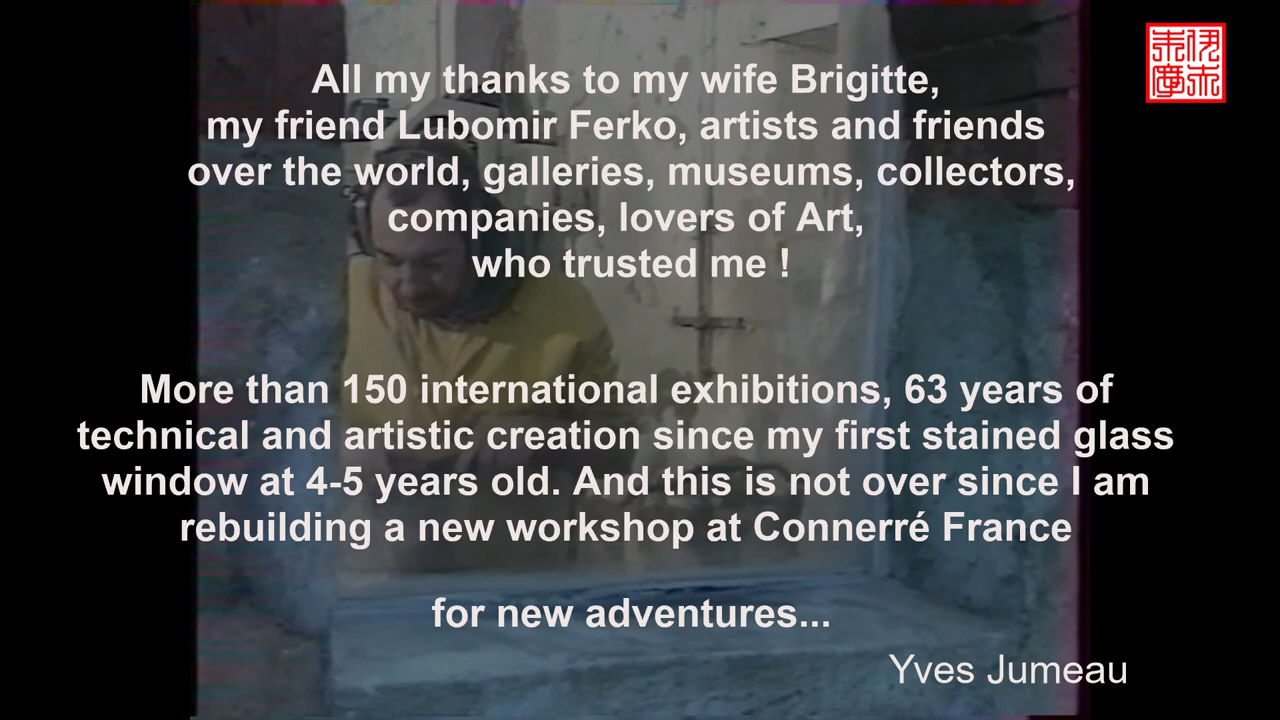 All my thanks to my wife Brigitte,
my friend Lubomir Ferko, artists and friends
over the world, galleries, museums, collectors,
companies, lovers of Art,
who trusted me !
More than 150 international exhibitions, 63 years of
technical and artistic creation since my first stained glass
window at 4-5 years old. And this is not over since I am
rebuilding a new workshop at Connerré France
for new adventures...
Yves Jumeau